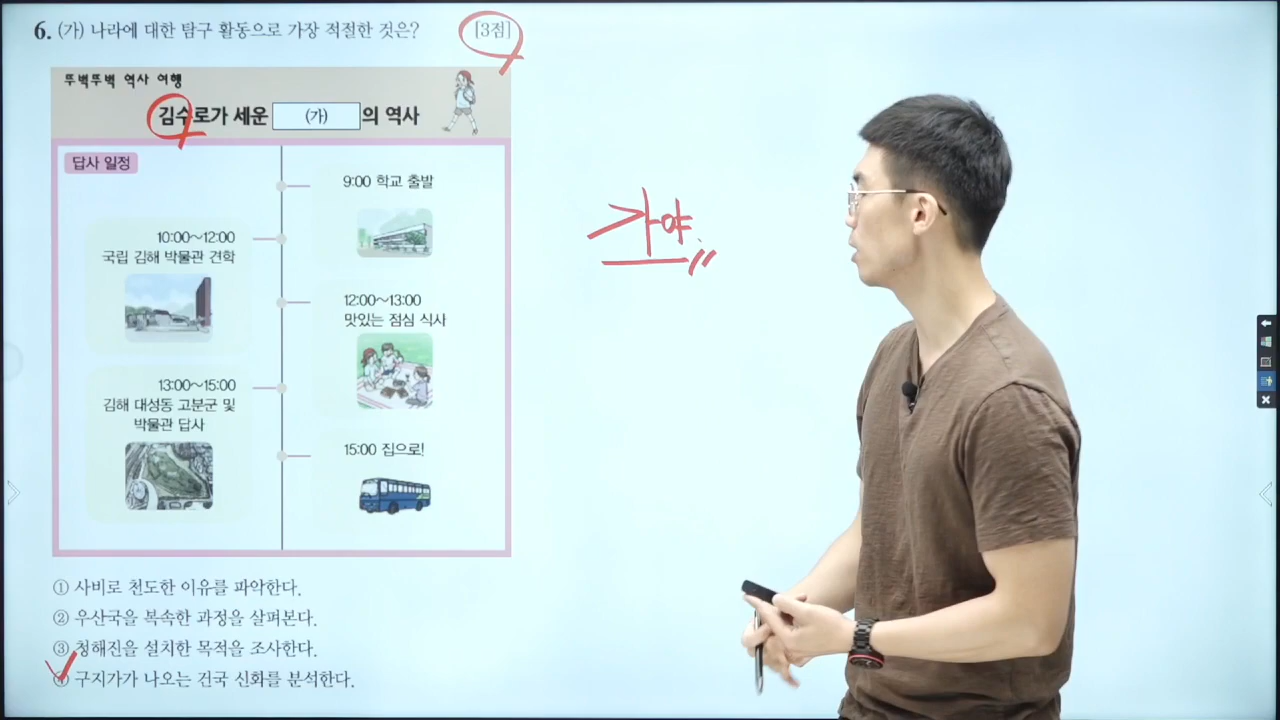 6. (가) 나라에 대한 탐구 활동으로 가장 적절한 것은? [3점]
뚜벅뚜벅 역사 여행
김수로가 세운 (가) 의 역사
답사 일정
9:00 학교 출발
10:00~12:00
국립 김해 박물관 견학
12:00~13:00
맛있는 점심 식사
13:00~15:00
김해 대성동 고분군 및
박물관 답사
15:00 집으로!
가야
① 사비로 천도한 이유를 파악한다.
② 우산국을 복속한 과정을 살펴본다.
③ 청해진을 설치한 목적을 조사한다.
④ 구지가가 나오는 건국 신화를 분석한다.